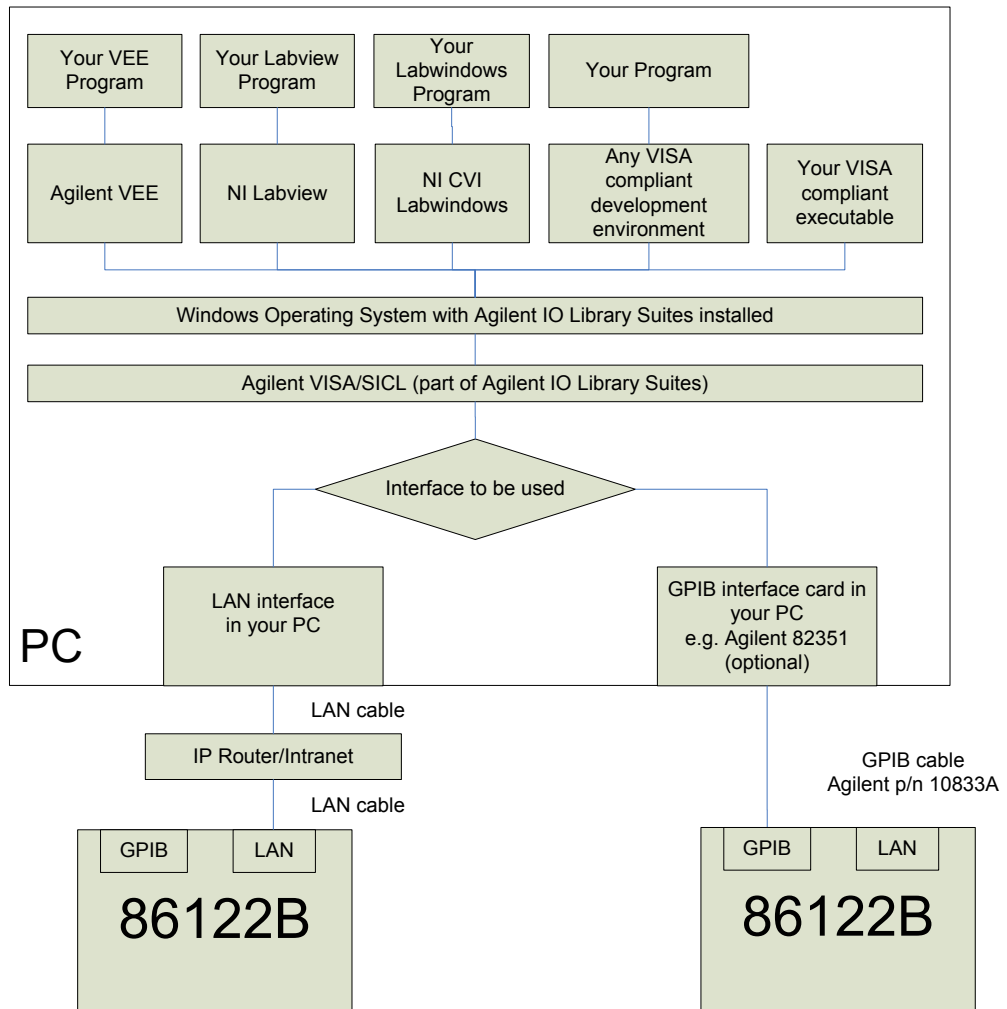 Your VEE
Program
Your Labview
Program
Your
Labwindows
Program
Your Program
Agilent VEE
NI Labview
NI CVI
Labwindows
Any VISA
compliant
development
environment
Your VISA
compliant
executable
Windows Operating System with Agilent IO Library Suites installed
Agilent VISA/SICL (part of Agilent IO Library Suites)
Interface to be used
LAN interface
in your PC
GPIB interface card in
your PC
e.g. Agilent 82351
(optional)
PC
LAN cable
IP Router/Intranet
LAN cable
GPIB cable
Agilent p/n 10833A
GPIB
LAN
86122B
GPIB
LAN
86122B